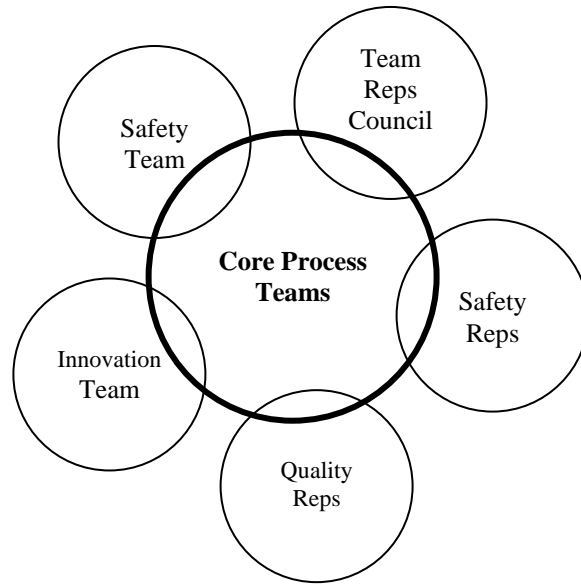 Team
Reps
Council
Safety
Team
Core Process
Teams
Safety
Reps
Innovation
Team
Quality
Reps